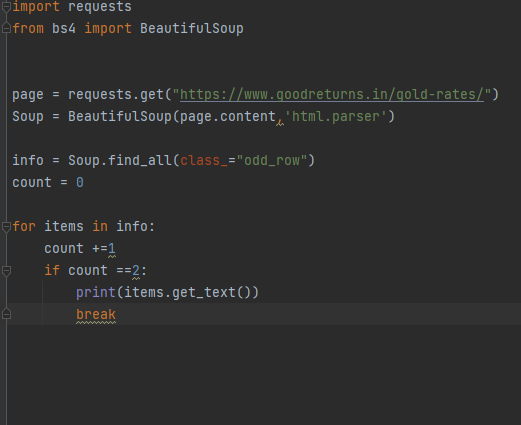 import requests
from bs4 import BeautifulSoup
page = requests.get("https://www.goodreturns.in/gold-rates/")
Soup = BeautifulSoup(page.content,'html.parser')
info = Soup.find_all(class_="odd_row")
count = 0
for items in info:
count +=1
if count ==2:
print(items.get_text())
break